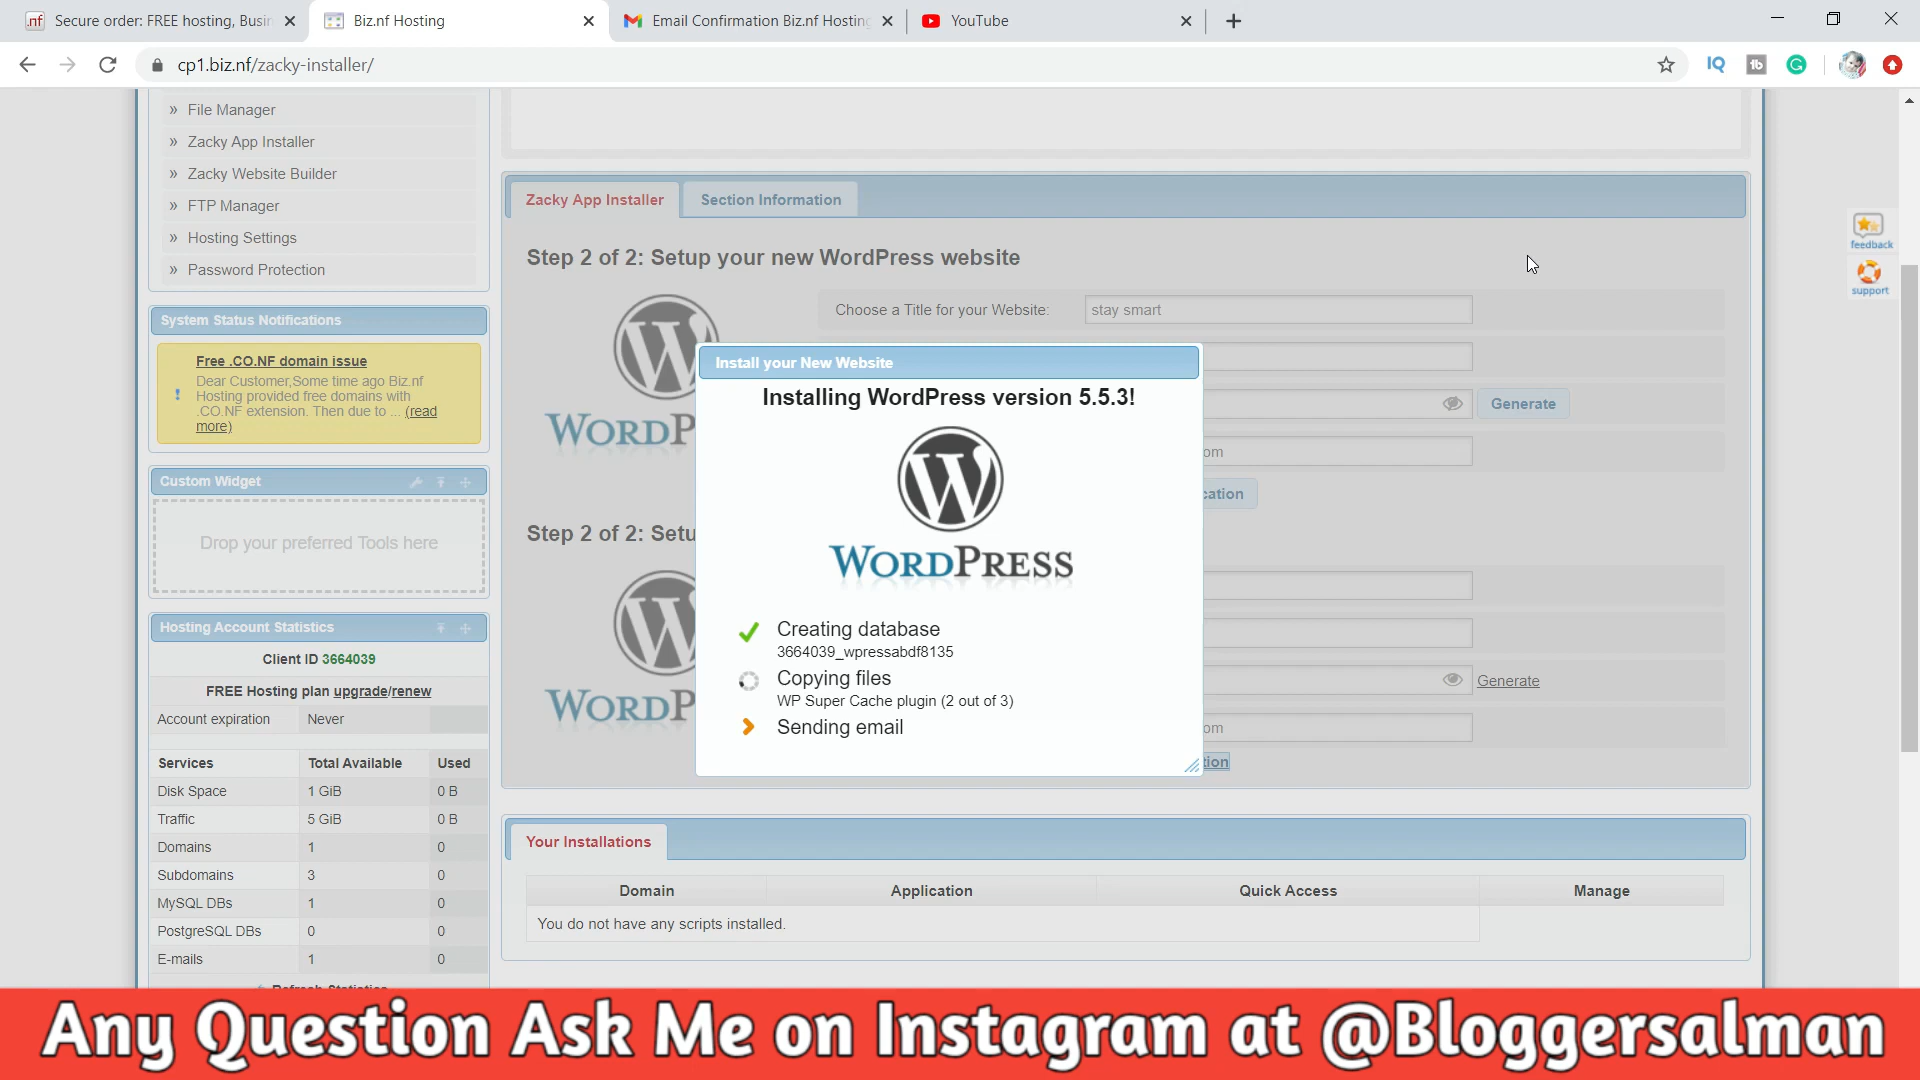 Secure order: FREE hosting, Busin
Biz.nf Hosting
Email Confirmation Biz.nf Hosting
YouTube
cp1.biz.nf/zacky-installer/
» File Manager
» Zacky App Installer
» Zacky Website Builder
» FTP Manager
» Hosting Settings
» Password Protection
System Status Notifications
Free .CO.NF domain issue
Dear Customer,Some time ago Biz.nf
Hosting provided free domains with
.CO.NF extension. Then due to ... (read
more)
Custom Widget
Drop your preferred Tools here
Hosting Account Statistics
Client ID 3664039
FREE Hosting plan upgrade/renew
Account expiration Never
Services Total Available Used
Disk Space 1 GiB 0 B
Traffic 5 GiB 0 B
Domains 1 0
Subdomains 3 0
MySQL DBs 1 0
PostgreSQL DBs 0 0
E-mails 1 0
Refresh Statistics
Zacky App Installer Section Information
Step 2 of 2: Setup your new WordPress website
Choose a Title for your Website: stay smart
WORDP
Generate
om
cation
Step 2 of 2: Setu
WORDP
Generate
om
tion
Install your New Website
Installing WordPress version 5.5.3!
WORDPRESS
Creating database
3664039_wpressabdf8135
Copying files
WP Super Cache plugin (2 out of 3)
Sending email
Your Installations
Domain Application Quick Access Manage
You do not have any scripts installed.
feedback
support
Any Question Ask Me on Instagram at @Bloggersalman